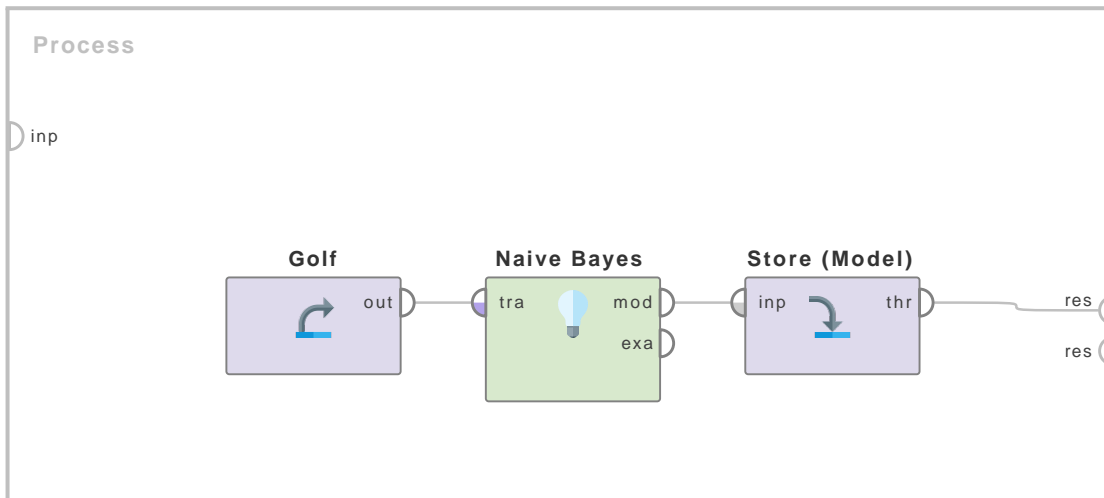 Process
inp
Golf
Naive Bayes
Store (Model)
out
tra
mod
exa
inp
thr
res
res